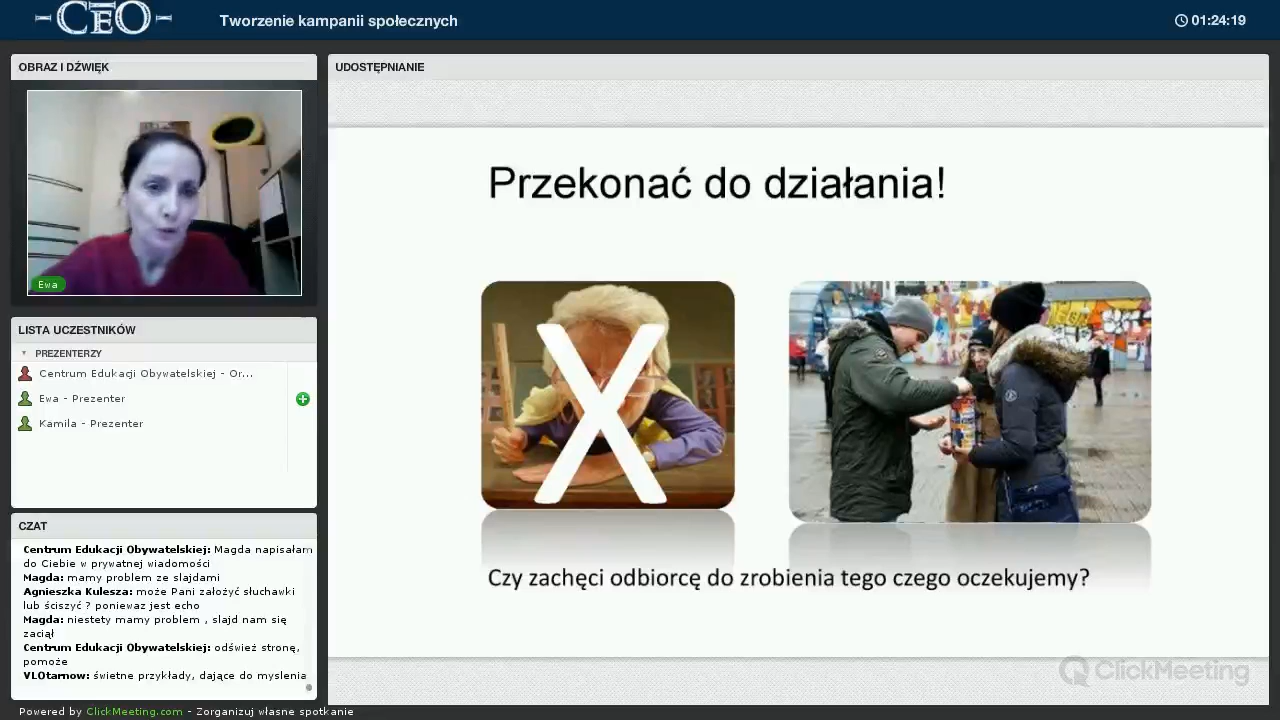 CEO
Tworzenie kampanii społecznych
01:24:19
OBRAZ I DŹWIĘK
Ewa
LISTA UCZESTNIKÓW
PREZENTERZY
Centrum Edukacji Obywatelskiej - Or...
Ewa - Prezenter
Kamila - Prezenter
CZAT
Centrum Edukacji Obywatelskiej: Magda napisałam
do Ciebie w prywatnej wiadomości
Magda: mamy problem ze slajdami
Agnieszka Kulesza: może Pani założyć słuchawki
lub ściszyć ? poniewaz jest echo
Magda: niestety mamy problem , slajd nam się
zaciął
Centrum Edukacji Obywatelskiej: odśwież stronę,
pomoże
VLOtarnow: świetne przykłady, dające do myslenia
Powered by ClickMeeting.com - Zorganizuj własne spotkanie
UDOSTĘPNIANIE
Przekonać do działania!
X
Czy zachęci odbiorcę do zrobienia tego czego oczekujemy?
ClickMeeting